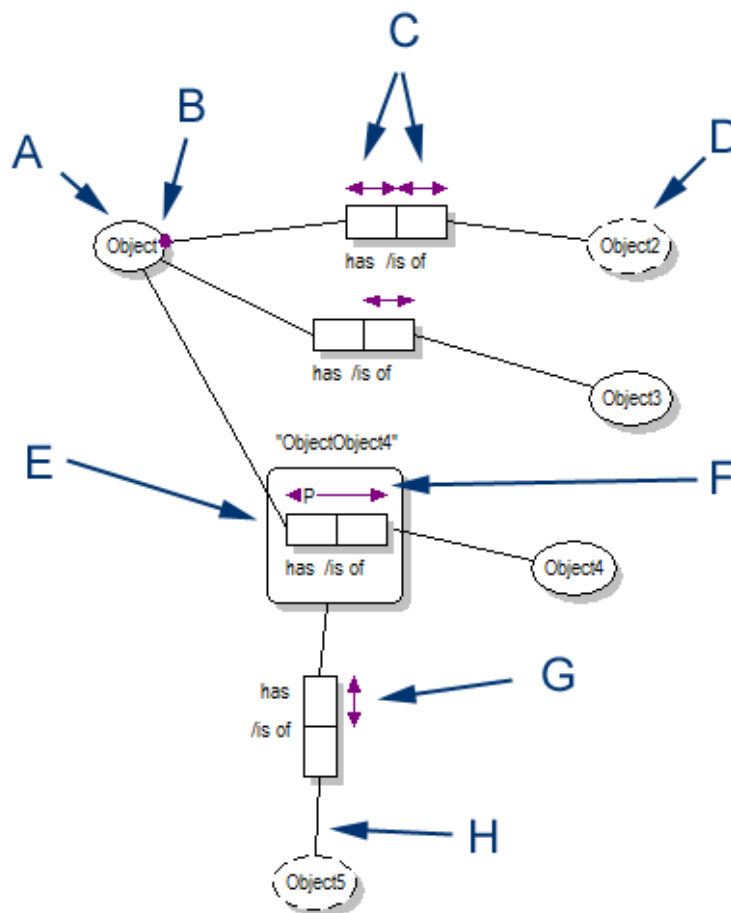 C
B
A
D
Object
Object2
has /is of
has /is of
Object3
"ObjectObject4"
E
F
P
has /is of
Object4
has
/is of
G
H
Object5